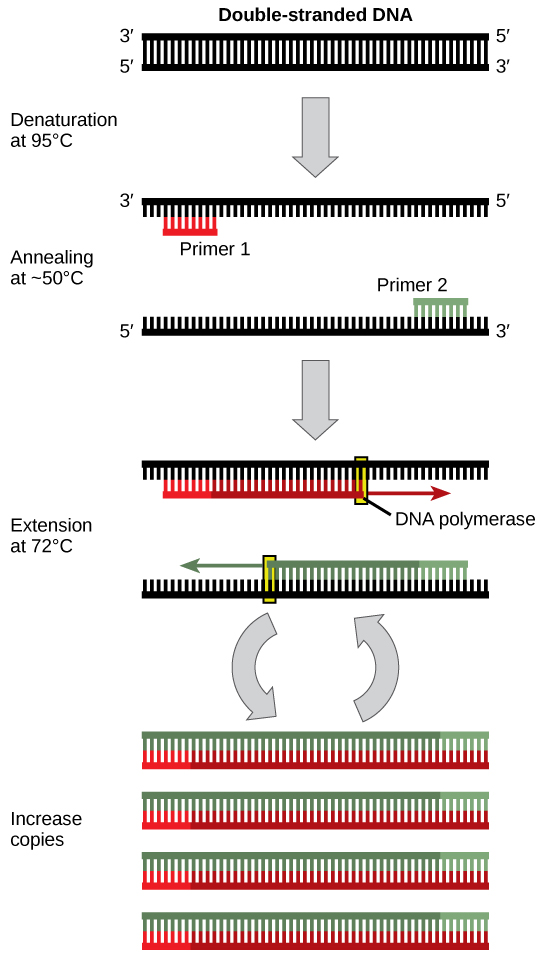 Double-stranded DNA
3′ 5′
5′ 3′
Denaturation
at 95°C
3′ 5′
Primer 1
Annealing
at ~50°C
Primer 2
5′ 3′
DNA polymerase
Extension
at 72°C
Increase
copies